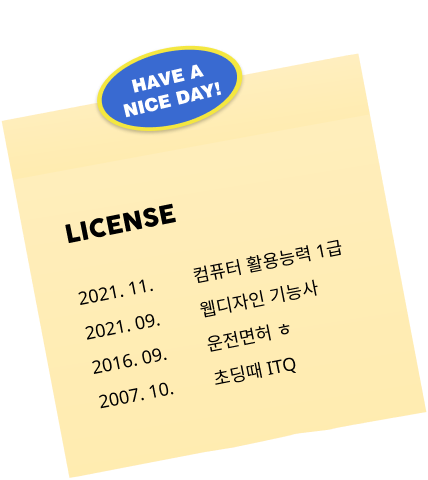 HAVE A
NICE DAY!
LICENSE
2021. 11. 컴퓨터 활용능력 1급
2021. 09. 웹디자인 기능사
2016. 09. 운전면허 ㅎ
2007. 10. 초딩때 ITQ